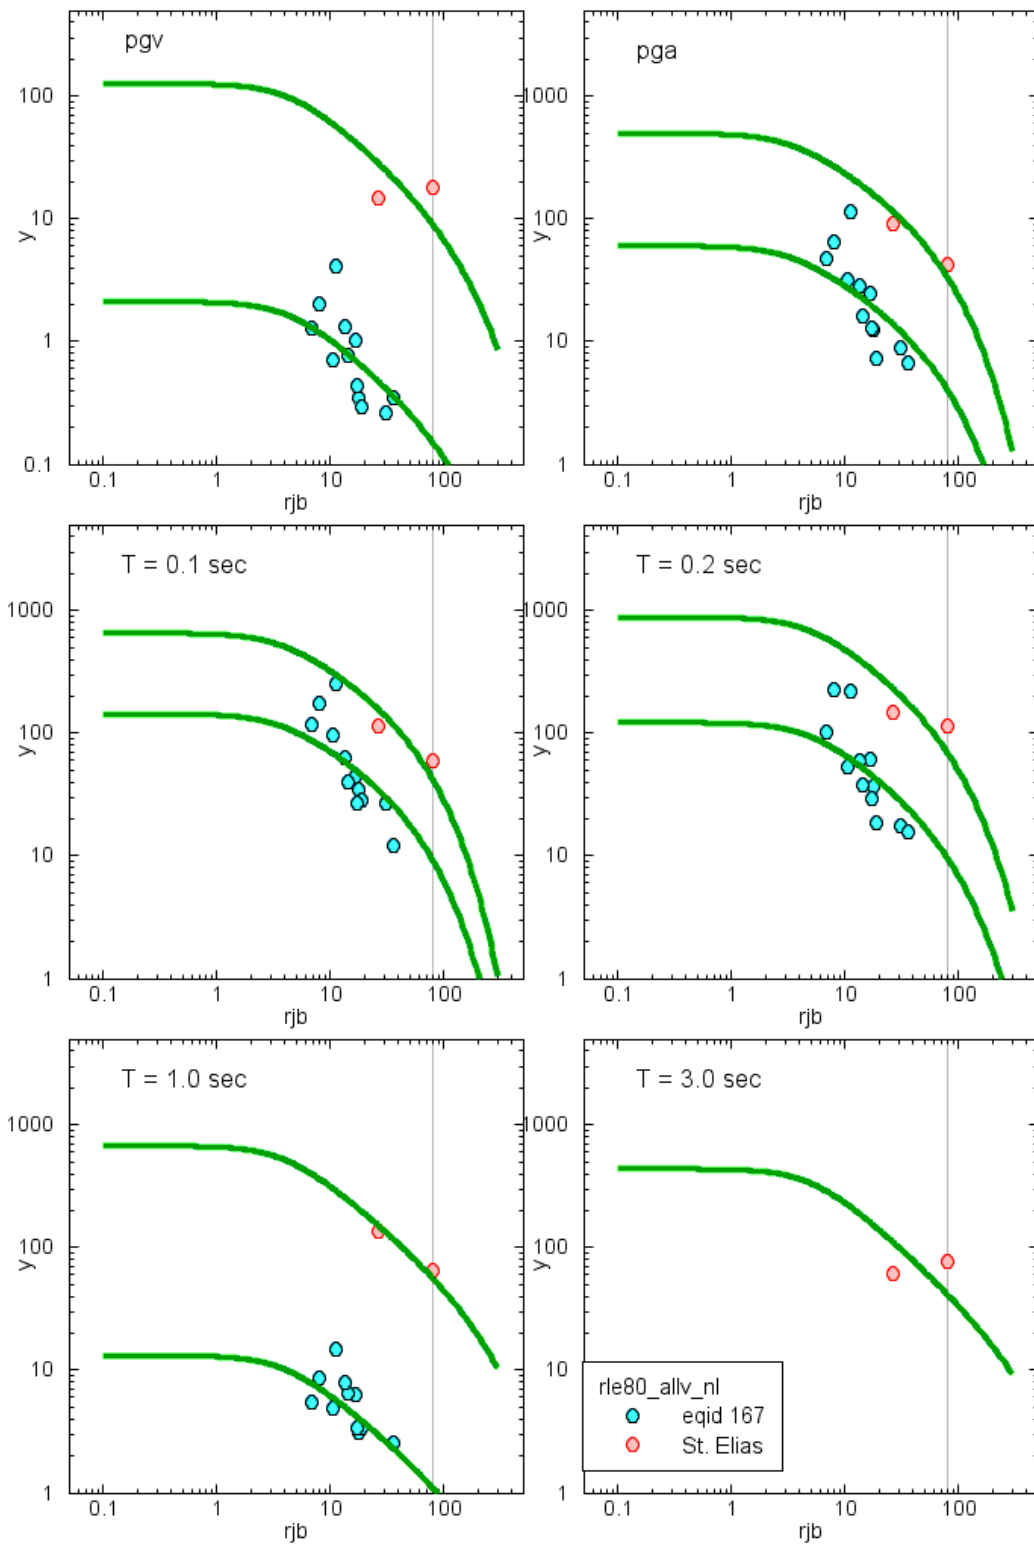 pgv
100
10
1
0.1
y
0.1 1 10 100
rjb
pga
1000
100
10
1
y
0.1 1 10 100
rjb
T = 0.1 sec
1000
100
10
1
y
0.1 1 10 100
rjb
T = 0.2 sec
1000
100
10
1
y
0.1 1 10 100
rjb
T = 1.0 sec
1000
100
10
1
y
0.1 1 10 100
rjb
T = 3.0 sec
1000
100
10
1
y
rle80_allv_nl
eqid 167
St. Elias
0.1 1 10 100
rjb